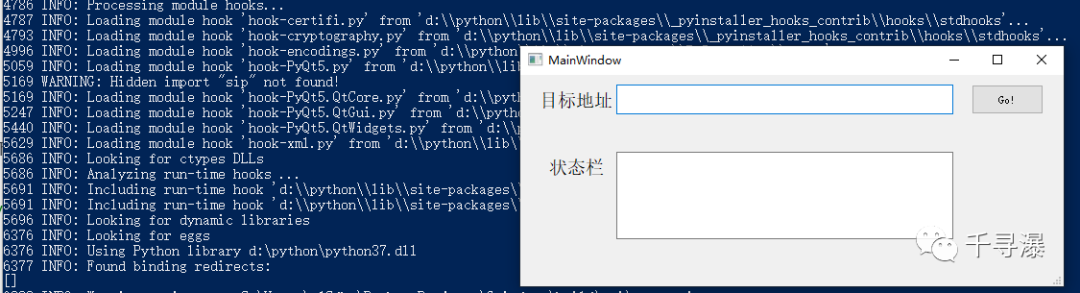 4786 INFO: Processing module hooks...
4787 INFO: Loading module hook 'hook-certifi.py' from 'd:\\python\\lib\\site-packages\\_pyinstaller_hooks_contrib\\hooks\\stdhooks'...
4793 INFO: Loading module hook 'hook-cryptography.py' from 'd:\\python\\lib\\site-packages\\_pyinstaller_hooks_contrib\\hooks\\stdhooks'...
4996 INFO: Loading module hook 'hook-encodings.py' from 'd:\\python\\
5059 INFO: Loading module hook 'hook-PyQt5.py' from 'd:\\python\\lib\
5169 WARNING: Hidden import "sip" not found!
5169 INFO: Loading module hook 'hook-PyQt5.QtCore.py' from 'd:\\pytho
5247 INFO: Loading module hook 'hook-PyQt5.QtGui.py' from 'd:\\python
5440 INFO: Loading module hook 'hook-PyQt5.QtWidgets.py' from 'd:\\p
5629 INFO: Loading module hook 'hook-xml.py' from 'd:\\python\\lib\\
5686 INFO: Looking for ctypes DLLs
5686 INFO: Analyzing run-time hooks ...
5691 INFO: Including run-time hook 'd:\\python\\lib\\site-packages\\
5691 INFO: Including run-time hook 'd:\\python\\lib\\site-packages\\
5696 INFO: Looking for dynamic libraries
6376 INFO: Looking for eggs
6376 INFO: Using Python library d:\python\python37.dll
6377 INFO: Found binding redirects:
[]
MainWindow
目标地址
Go!
状态栏
千寻瀑